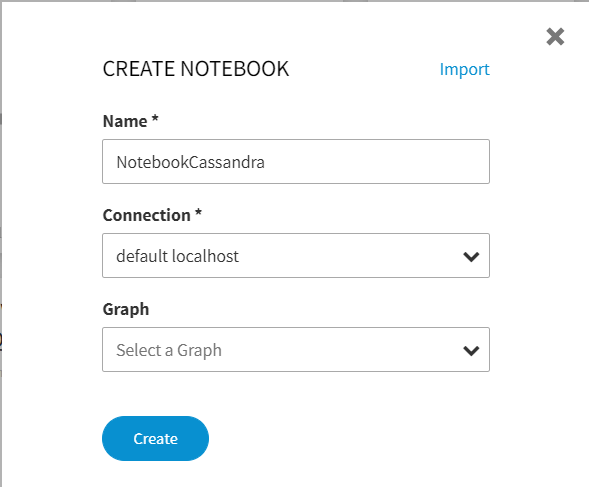 CREATE NOTEBOOK
Import
Name *
NotebookCassandra
Connection *
default localhost
Graph
Select a Graph
Create